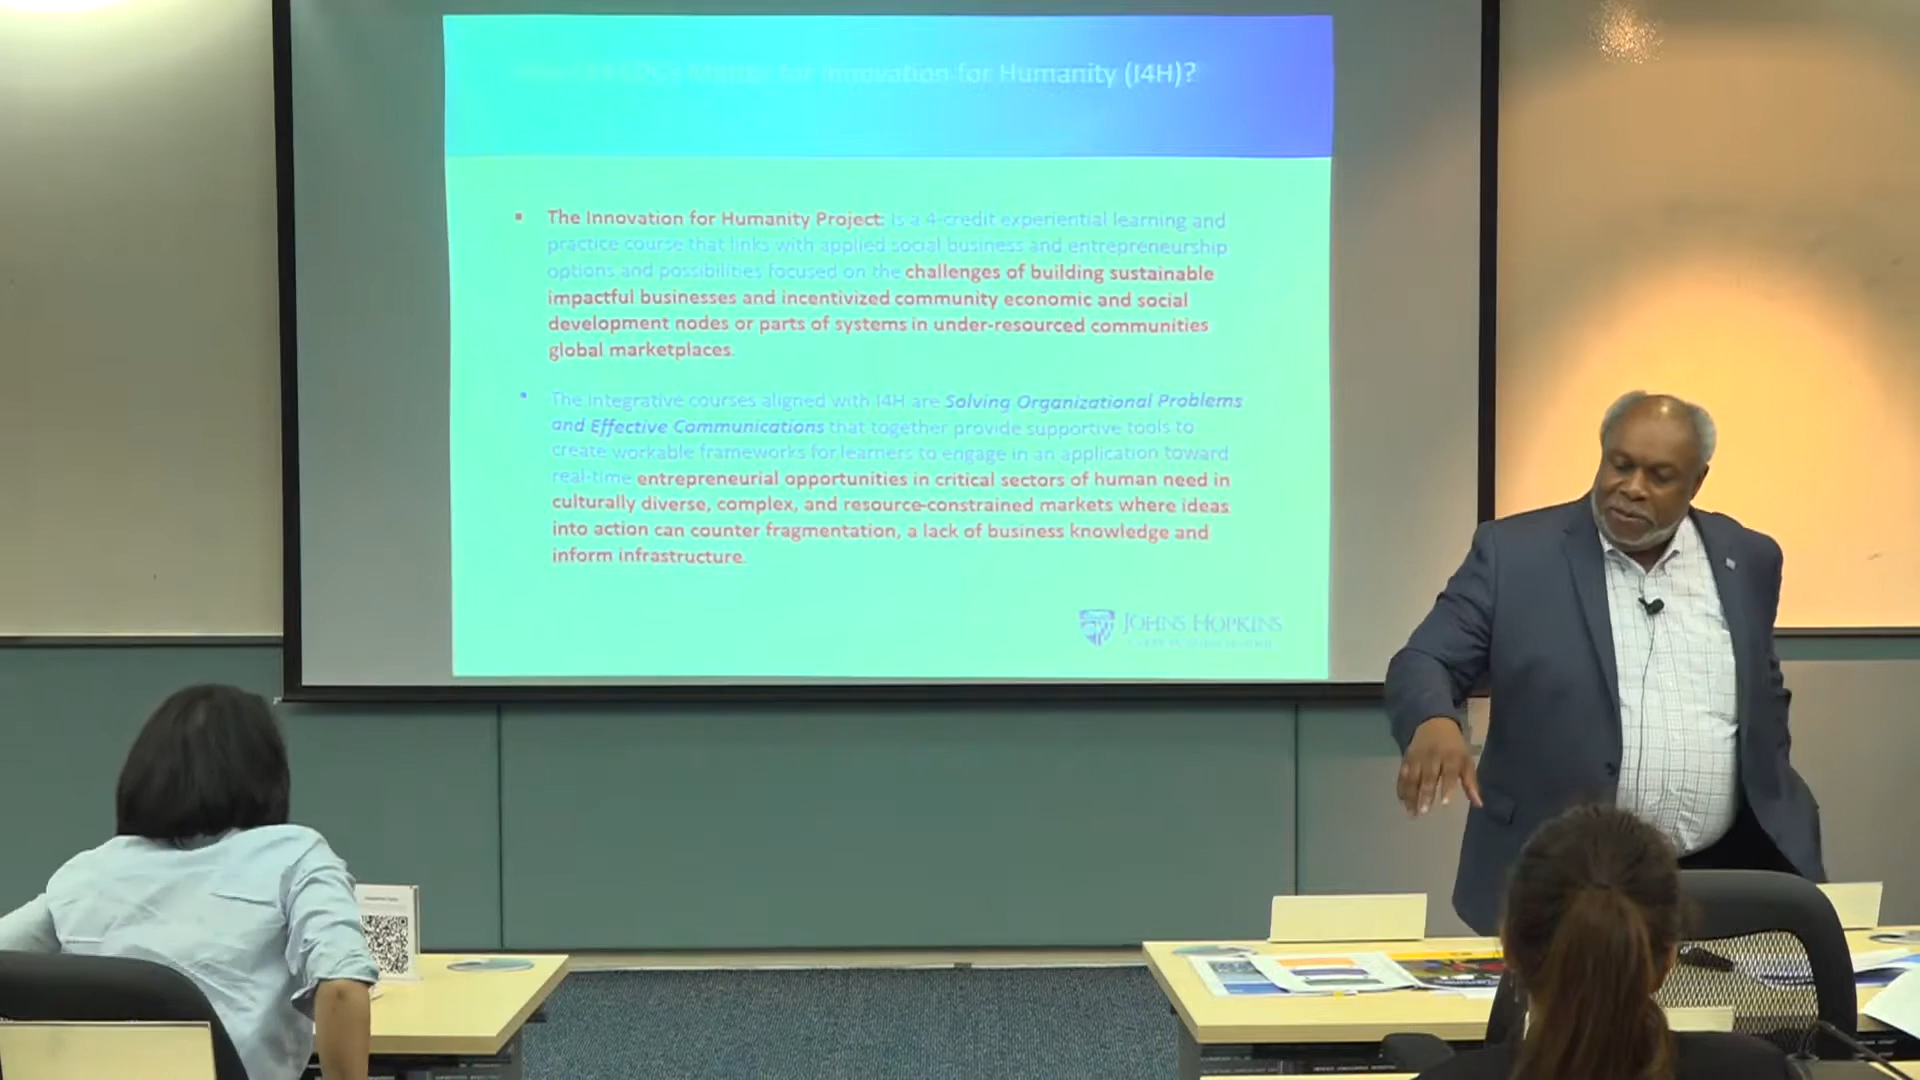 Matter for Innovation for Humanity (I4H)?
▪ The Innovation for Humanity Project: is a 4-credit experiential learning and
practice course that links with applied social business and entrepreneurship
options and possibilities focused on the challenges of building sustainable
impactful businesses and incentivized community economic and social
development nodes or parts of systems in under-resourced communities
global marketplaces.
• The integrative courses aligned with I4H are Solving Organizational Problems
and Effective Communications that together provide supportive tools to
create workable frameworks for learners to engage in an application toward
real-time entrepreneurial opportunities in critical sectors of human need in
culturally diverse, complex, and resource-constrained markets where ideas
into action can counter fragmentation, a lack of business knowledge and
inform infrastructure.
JOHNS HOPKINS